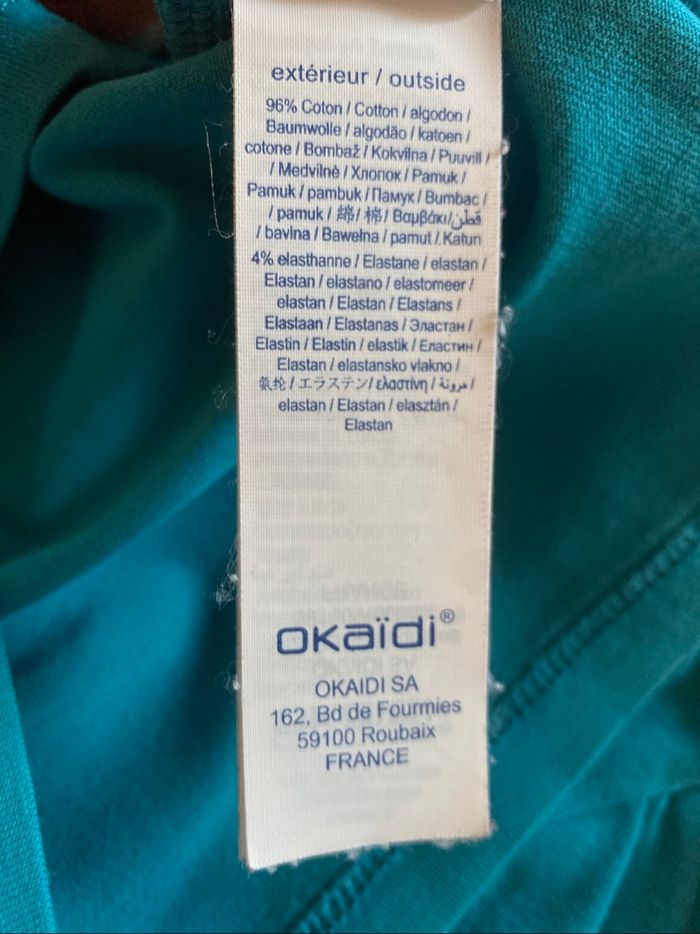 extérieur / outside
96% Coton / Cotton / algodon /
Baumwolle / algodão / katoen /
cotone / Bombaž / Kokvilna / Puuvill /
/ Medvilnė / Хлопок / Pamuk /
Pamuk / pambuk / Памук / Bumbac /
/ pamuk / 綿 / 棉 / Βαμβάκι / قطن
/ bavlna / Bawełna / pamut / Katun
4% elasthanne / Elastane / elastan /
Elastan / elastano / elastomeer /
elastan / Elastan / Elastans /
Elastaan / Elastanas / Эластан /
Elastin / Elastin / elastik / Еластин /
Elastan / elastansko vlakno /
氨纶 / エラステン / ελαστίνη / مرونة /
elastan / Elastan / elasztán /
Elastan
oKaïdi®
OKAIDI SA
162, Bd de Fourmies
59100 Roubaix
FRANCE